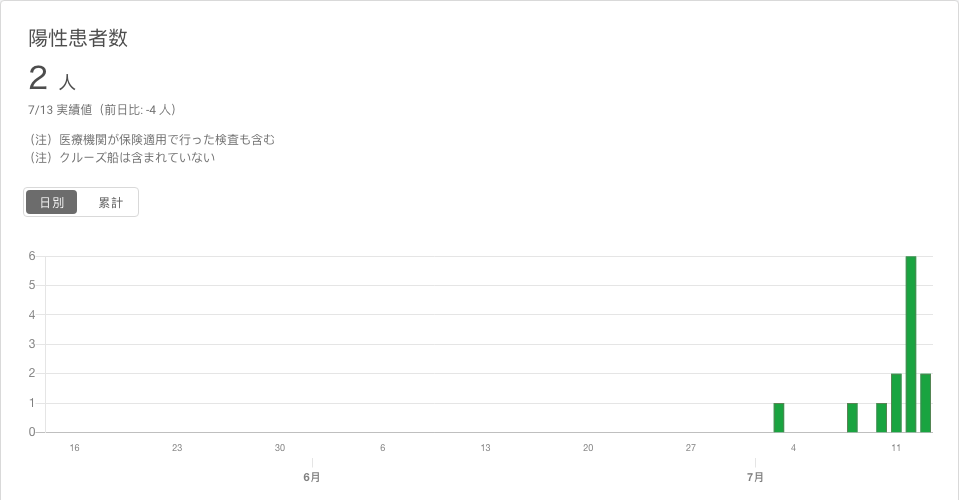 陽性患者数
2 人
7/13 実績値（前日比: -4 人）
（注）医療機関が保険適用で行った検査も含む
（注）クルーズ船は含まれていない
日別 累計
6
5
4
3
2
1
0
16 23 30 6 13 20 27 4 11
6月 7月